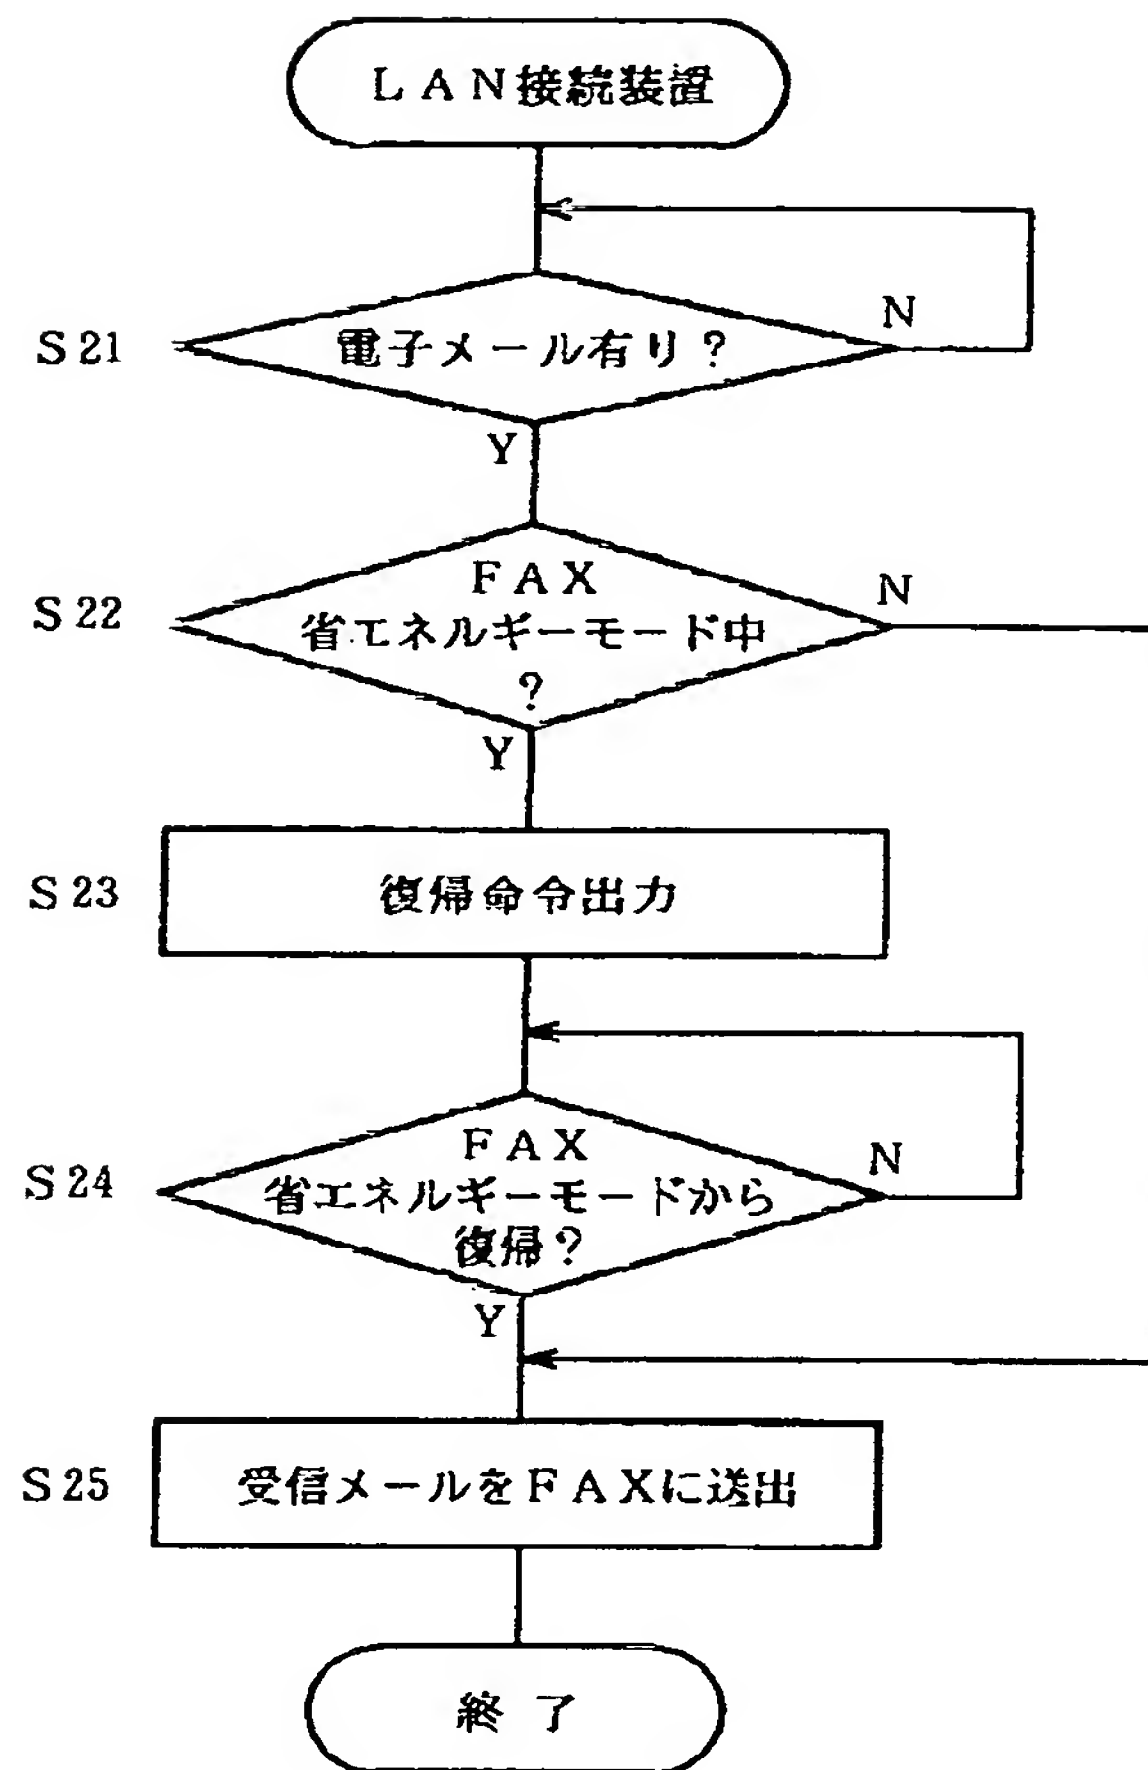 LAN接続装置
N
S21
電子メール有り？
Y
FAX
N
S22
省エネルギーモード中
？
Y
S23
復帰命令出力
FAX
N
S24
省エネルギーモードから
復帰？
Y
S25
受信メールをFAXに送出
終了